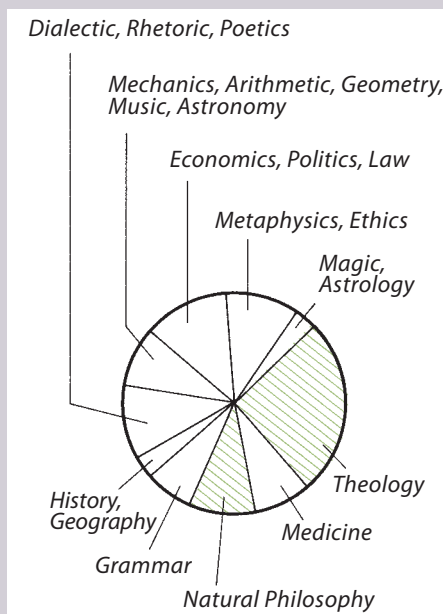 Dialectic, Rhetoric, Poetics
Mechanics, Arithmetic, Geometry,
Music, Astronomy
Economics, Politics, Law
Metaphysics, Ethics
Magic,
Astrology
Theology
Medicine
Natural Philosophy
Grammar
History,
Geography